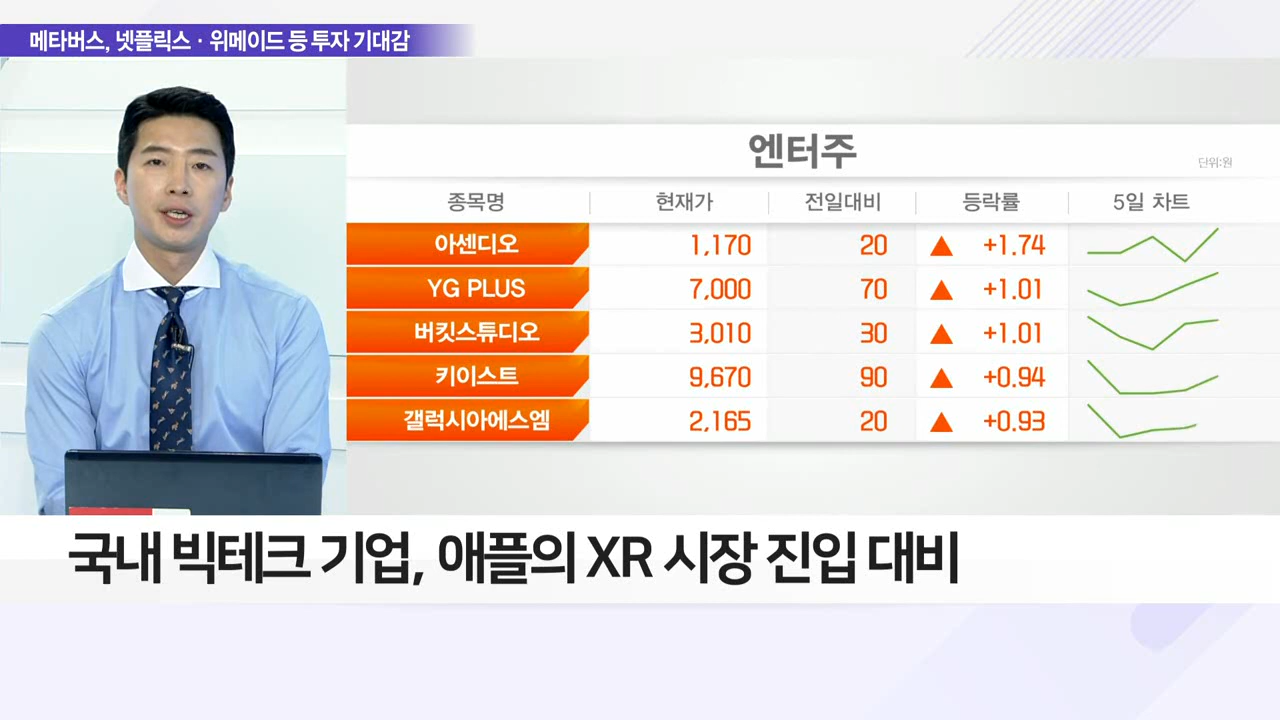 메타버스, 넷플릭스 · 위메이드 등 투자 기대감
엔터주
단위:원
종목명 현재가 전일대비 등락률 5일 차트
아센디오 1,170 20 ▲ +1.74
YG PLUS 7,000 70 ▲ +1.01
버킷스튜디오 3,010 30 ▲ +1.01
키이스트 9,670 90 ▲ +0.94
갤럭시아에스엠 2,165 20 ▲ +0.93
국내 빅테크 기업, 애플의 XR 시장 진입 대비